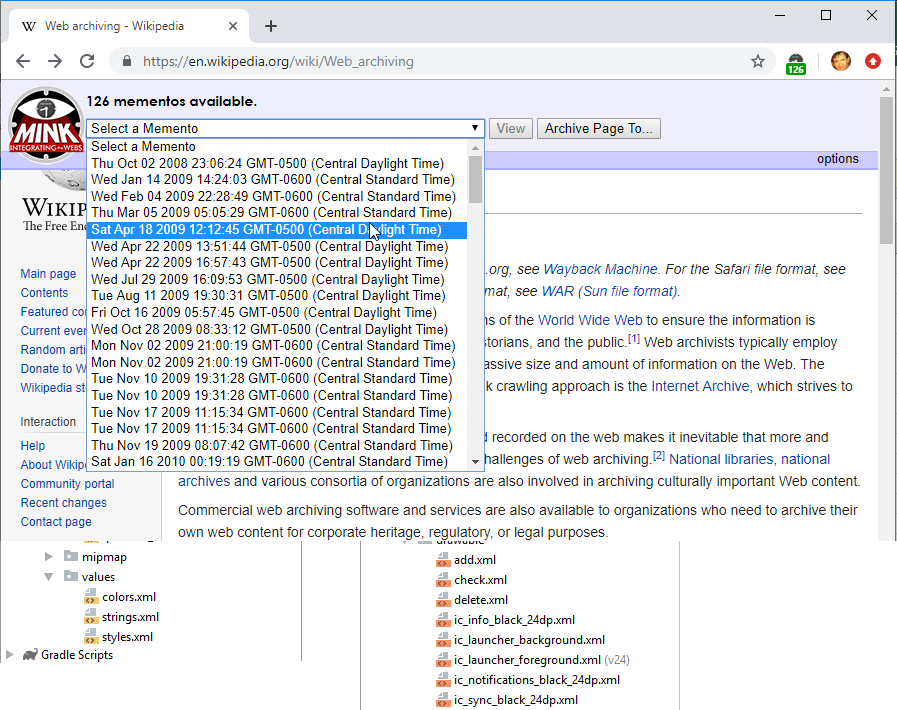 Web archiving - Wikipedia
https://en.wikipedia.org/wiki/Web_archiving
126
126 mementos available.
MINK
INTEGRATING THE WEBS
Select a Memento
View
Archive Page To...
options
Select a Memento
Thu Oct 02 2008 23:06:24 GMT-0500 (Central Daylight Time)
Wed Jan 14 2009 14:24:03 GMT-0600 (Central Standard Time)
Wed Feb 04 2009 22:28:49 GMT-0600 (Central Standard Time)
Thu Mar 05 2009 05:05:29 GMT-0600 (Central Standard Time)
Sat Apr 18 2009 12:12:45 GMT-0500 (Central Daylight Time)
Wed Apr 22 2009 13:51:44 GMT-0500 (Central Daylight Time)
Wed Apr 22 2009 16:57:43 GMT-0500 (Central Daylight Time)
Wed Jul 29 2009 16:09:53 GMT-0500 (Central Daylight Time)
Tue Aug 11 2009 19:30:31 GMT-0500 (Central Daylight Time)
Fri Oct 16 2009 05:57:45 GMT-0500 (Central Daylight Time)
Wed Oct 28 2009 08:33:12 GMT-0500 (Central Daylight Time)
Mon Nov 02 2009 21:00:19 GMT-0600 (Central Standard Time)
Mon Nov 02 2009 21:00:19 GMT-0600 (Central Standard Time)
Tue Nov 10 2009 19:31:28 GMT-0600 (Central Standard Time)
Tue Nov 10 2009 19:31:28 GMT-0600 (Central Standard Time)
Tue Nov 17 2009 11:15:34 GMT-0600 (Central Standard Time)
Tue Nov 17 2009 11:15:34 GMT-0600 (Central Standard Time)
Thu Nov 19 2009 08:07:42 GMT-0600 (Central Standard Time)
Sat Jan 16 2010 00:19:19 GMT-0600 (Central Standard Time)
WIKIP
The Free En
Main page
Contents
Featured co
Current ever
Random arti
Donate to W
Wikipedia st
Interaction
Help
About Wikip
Community portal
Recent changes
Contact page
.org, see Wayback Machine. For the Safari file format, see
mat, see WAR (Sun file format).
ns of the World Wide Web to ensure the information is
storians, and the public.[1] Web archivists typically employ
assive size and amount of information on the Web. The
k crawling approach is the Internet Archive, which strives to
d recorded on the web makes it inevitable that more and
hallenges of web archiving.[2] National libraries, national
archives and various consortia of organizations are also involved in archiving culturally important Web content.
Commercial web archiving software and services are also available to organizations who need to archive their
own web content for corporate heritage, regulatory, or legal purposes.
mipmap
values
colors.xml
strings.xml
styles.xml
Gradle Scripts
drawable
add.xml
check.xml
delete.xml
ic_info_black_24dp.xml
ic_launcher_background.xml
ic_launcher_foreground.xml (v24)
ic_notifications_black_24dp.xml
ic_sync_black_24dp.xml